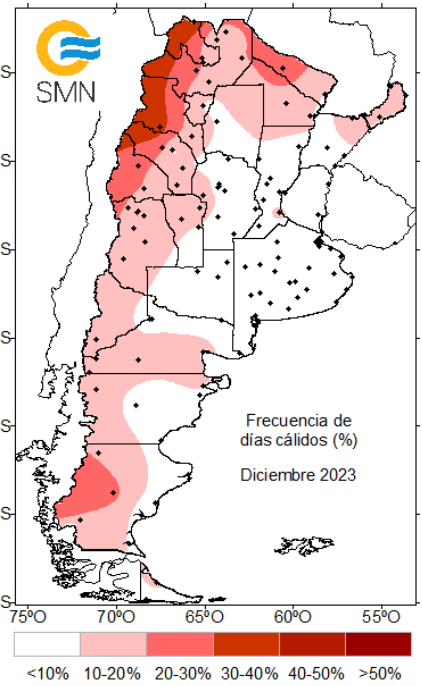 SMN
S
S
S
S
S
S
S
Frecuencia de
días cálidos (%)
Diciembre 2023
75°O 70°O 65°O 60°O 55°O
<10% 10-20% 20-30% 30-40% 40-50% >50%